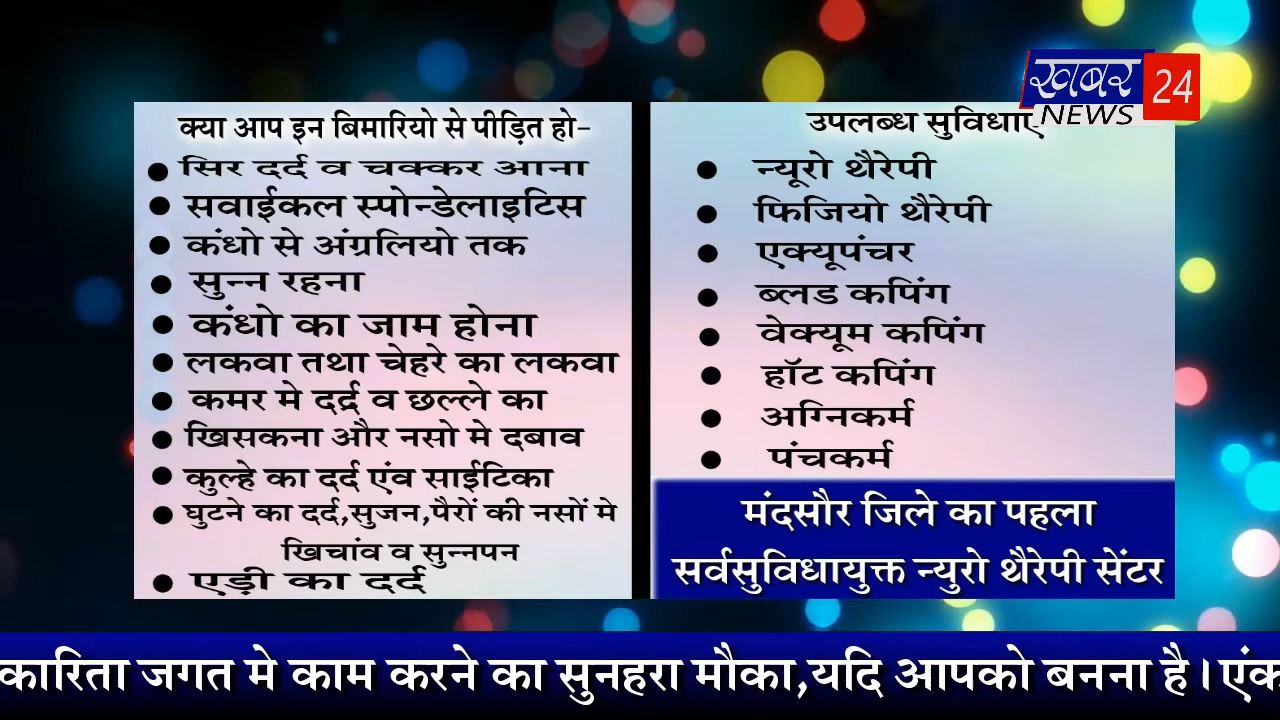 खबर 24
NEWS
क्या आप इन बिमारियो से पीड़ित हो-
• सिर दर्द व चक्कर आना
• सवाईकल स्पोन्डेलाइटिस
• कंधो से अंग्रलियो तक
• सुन्न रहना
• कंधो का जाम होना
• लकवा तथा चेहरे का लकवा
• कमर मे दर्द्र व छल्ले का
• खिसकना और नसो मे दबाव
• कुल्हे का दर्द एंव साईटिका
• घुटने का दर्द,सुजन,पैरों की नसों मे
खिचांव व सुन्नपन
• एड़ी का दर्द
उपलब्ध सुविधाए
• न्यूरो थैरेपी
• फिजियो थैरेपी
• एक्यूपंचर
• ब्लड कपिंग
• वेक्यूम कपिंग
• हॉट कपिंग
• अग्निकर्म
• पंचकर्म
मंदसौर जिले का पहला
सर्वसुविधायुक्त न्युरो थैरेपी सेंटर
कारिता जगत मे काम करने का सुनहरा मौका,यदि आपको बनना है।एंक